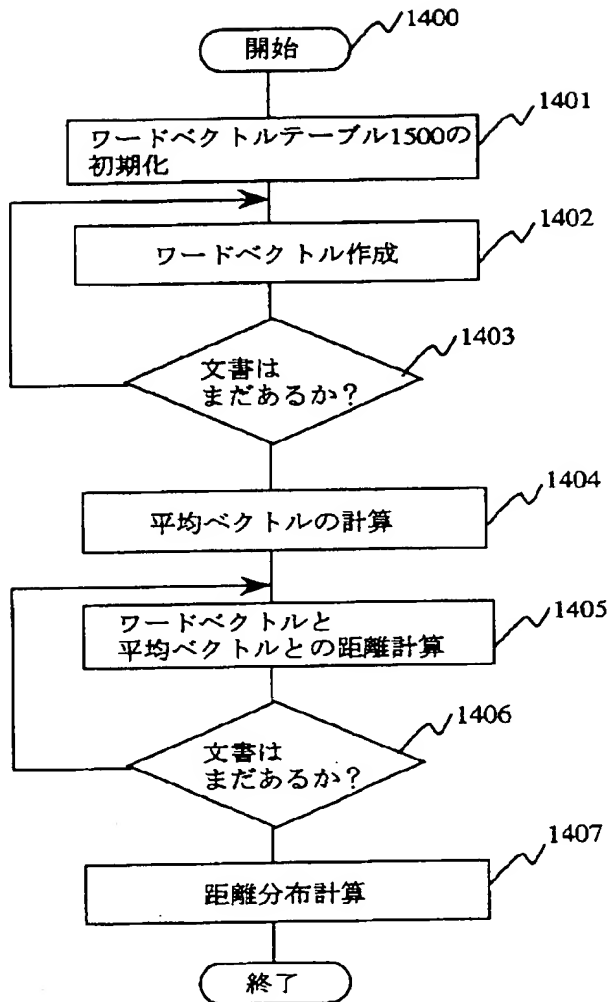 開始
1400
1401
ワードベクトルテーブル1500の
初期化
1402
ワードベクトル作成
1403
文書は
まだあるか?
1404
平均ベクトルの計算
1405
ワードベクトルと
平均ベクトルとの距離計算
1406
文書は
まだあるか?
1407
距離分布計算
終了